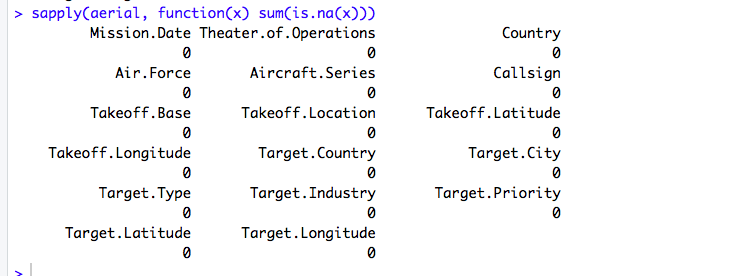 > sapply(aerial, function(x) sum(is.na(x)))
Mission.Date Theater.of.Operations Country
0 0 0
Air.Force Aircraft.Series Callsign
0 0 0
Takeoff.Base Takeoff.Location Takeoff.Latitude
0 0 0
Takeoff.Longitude Target.Country Target.City
0 0 0
Target.Type Target.Industry Target.Priority
0 0 0
Target.Latitude Target.Longitude
0 0
>